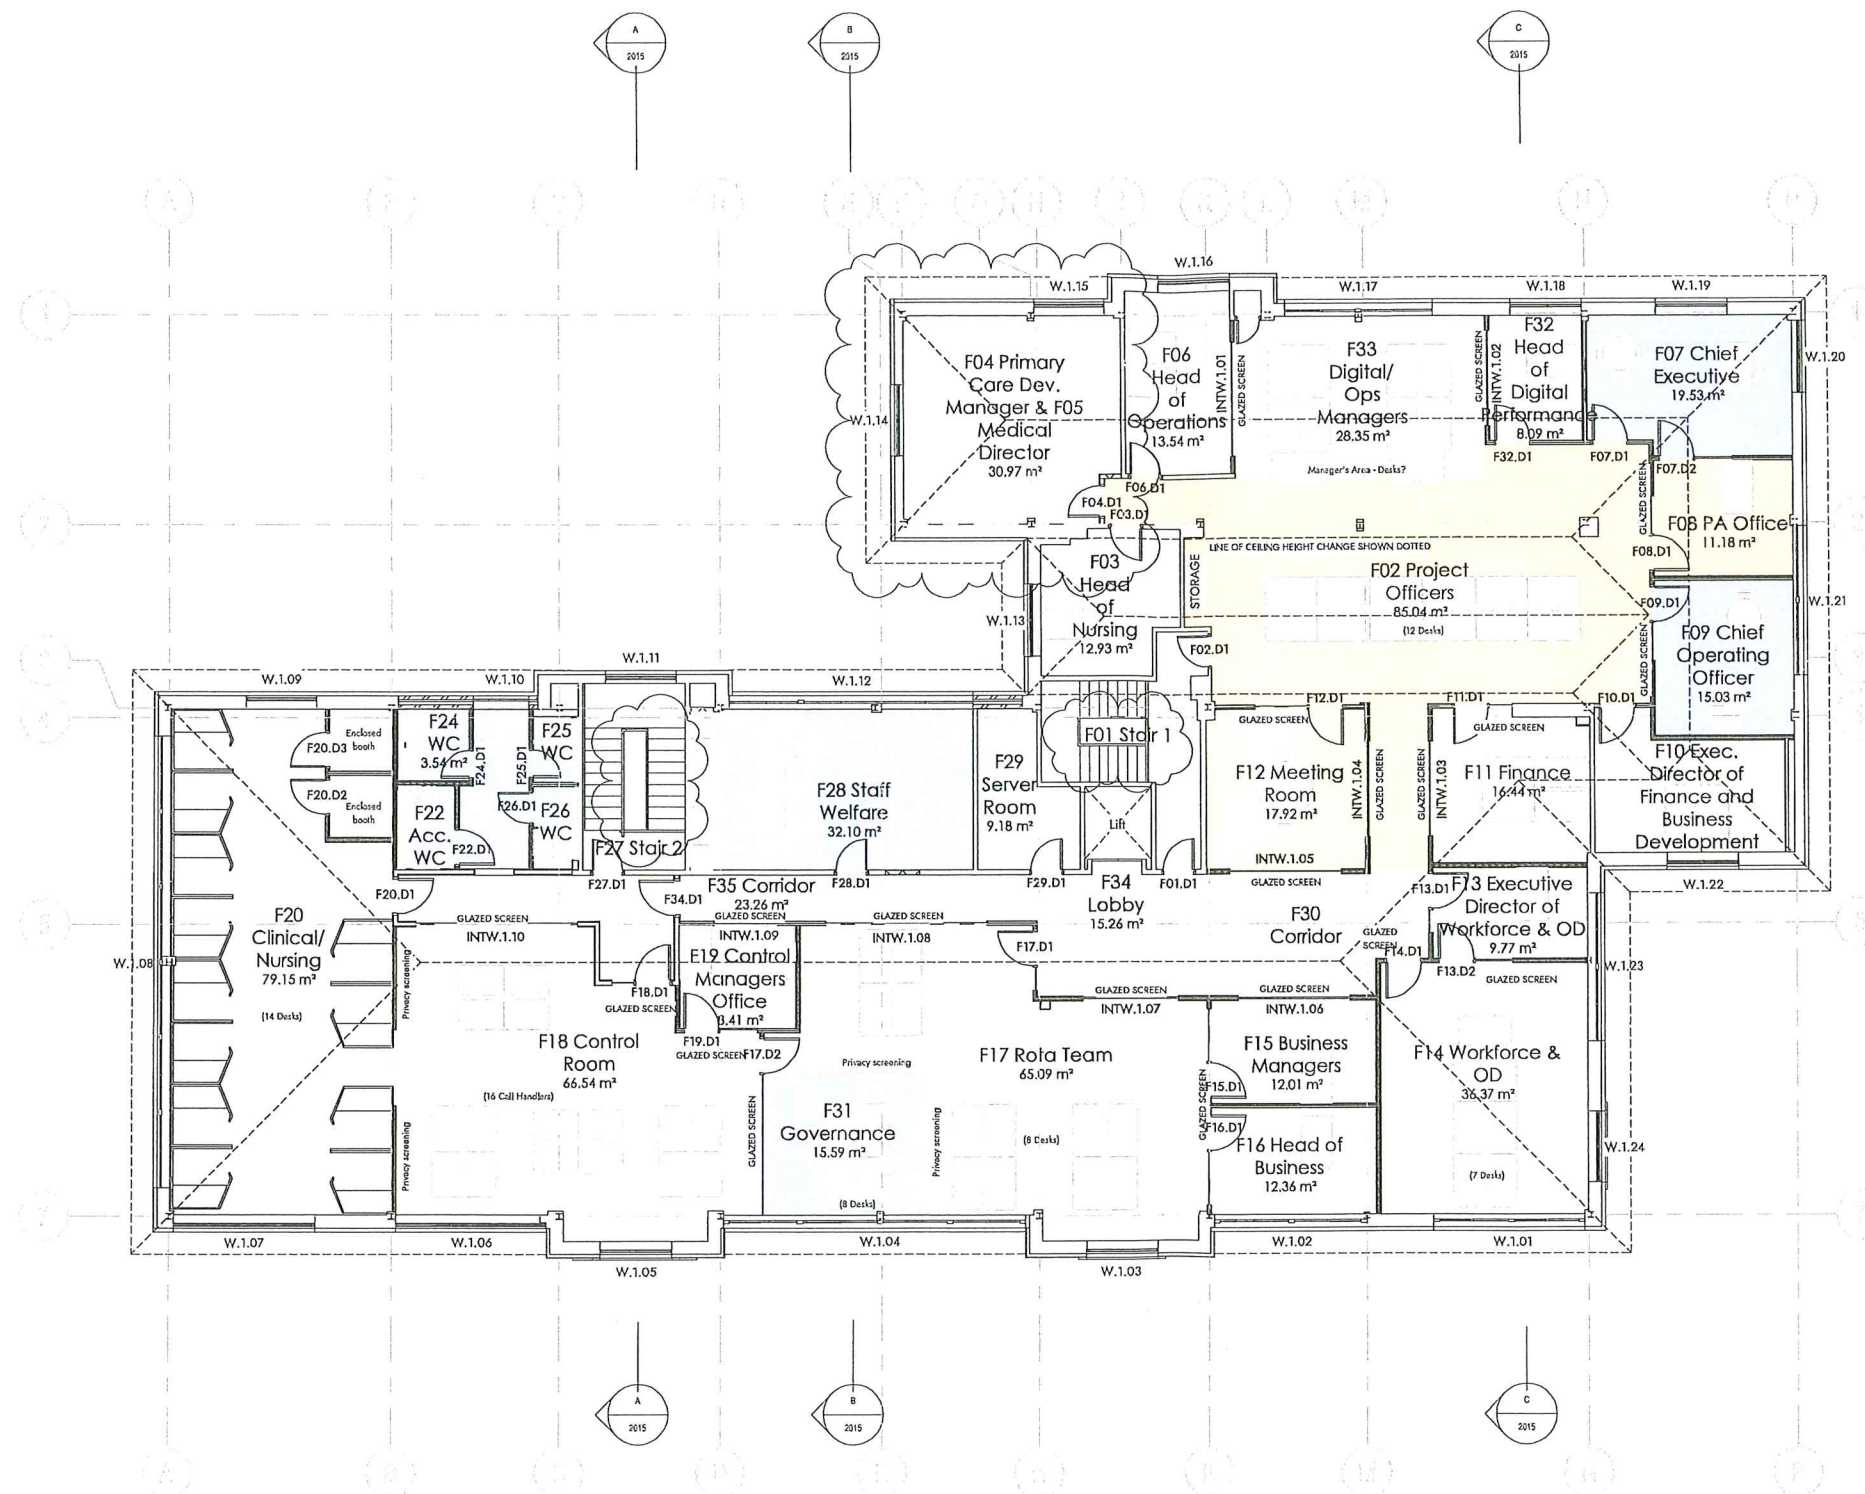 A
2015
B
2015
C
2015
W.1.16
W.1.15
W.1.17
W.1.18
W.1.19
W.1.20
W.1.14
F04 Primary
Care Dev.
Manager & F05
Medical
Director
30.97 m²
F06
Head
of
Operations
13.54 m²
INTW.1.01
GLAZED SCREEN
F33
Digital/
Ops
Managers
28.35 m²
Manager's Area - Desks?
GLAZED SCREEN
INTW.1.02
F32
Head
of
Digital
Performance
8.09 m²
F07 Chief
Executive
19.53 m²
F32.D1
F07.D1
F07.D2
F06.D1
F04.D1
F03.D1
GLAZED SCREEN
F08 PA Office
11.18 m²
F08.D1
LINE OF CEILING HEIGHT CHANGE SHOWN DOTTED
STORAGE
F03
Head
of
Nursing
12.93 m²
W.1.13
F02 Project
Officers
85.04 m²
(12 Desks)
F02.D1
F09.D1
GLAZED SCREEN
F09 Chief
Operating
Officer
15.03 m²
W.1.21
W.1.09
W.1.10
W.1.11
W.1.12
F12.D1
F11.D1
F10.D1
GLAZED SCREEN
GLAZED SCREEN
F20.D3
Enclosed
booth
F20.D2
Enclosed
booth
F24
WC
3.54 m²
F24.D1
F25.D1
F25
WC
F26.D1
F26
WC
F22
Acc.
WC
F22.D1
F27 Stair 2
F28 Staff
Welfare
32.10 m²
F29
Server
Room
9.18 m²
F01 Stair 1
Lift
F12 Meeting
Room
17.92 m²
INTW.1.04
GLAZED SCREEN
GLAZED SCREEN
INTW.1.03
F11 Finance
16.44 m²
F10 Exec.
Director of
Finance and
Business
Development
INTW.1.05
GLAZED SCREEN
W.1.22
F20.D1
F27.D1
F34.D1
F35 Corridor
23.26 m²
F28.D1
F29.D1
F34
Lobby
15.26 m²
F01.D1
F30
Corridor
F13.D1
F13 Executive
Director of
Workforce & OD
9.77 m²
GLAZED SCREEN
INTW.1.10
GLAZED SCREEN
INTW.1.09
GLAZED SCREEN
INTW.1.08
F17.D1
GLAZED
SCREEN
F14.D1
F13.D2
GLAZED SCREEN
W.1.23
W.1.08
F20
Clinical/
Nursing
79.15 m²
(14 Desks)
Privacy screening
F18.D1
GLAZED SCREEN
F19 Control
Managers
Office
F19.D1
GLAZED SCREEN
F17.D2
GLAZED SCREEN
INTW.1.07
GLAZED SCREEN
INTW.1.06
F18 Control
Room
66.54 m²
(16 Call Handlers)
Privacy screening
Privacy screening
F17 Rota Team
65.09 m²
F15 Business
Managers
12.01 m²
F15.D1
GLAZED SCREEN
F14 Workforce &
OD
36.37 m²
(7 Desks)
GLAZED SCREEN
F31
Governance
15.59 m²
(8 Desks)
Privacy screening
F16.D1
F16 Head of
Business
12.36 m²
W.1.24
W.1.07
W.1.06
W.1.05
W.1.04
W.1.03
W.1.02
W.1.01
A
2015
B
2015
C
2015